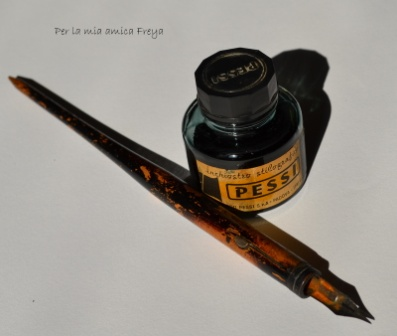 Per la mia amica Freya
PESSI
inchiostro stilografico
PESSI